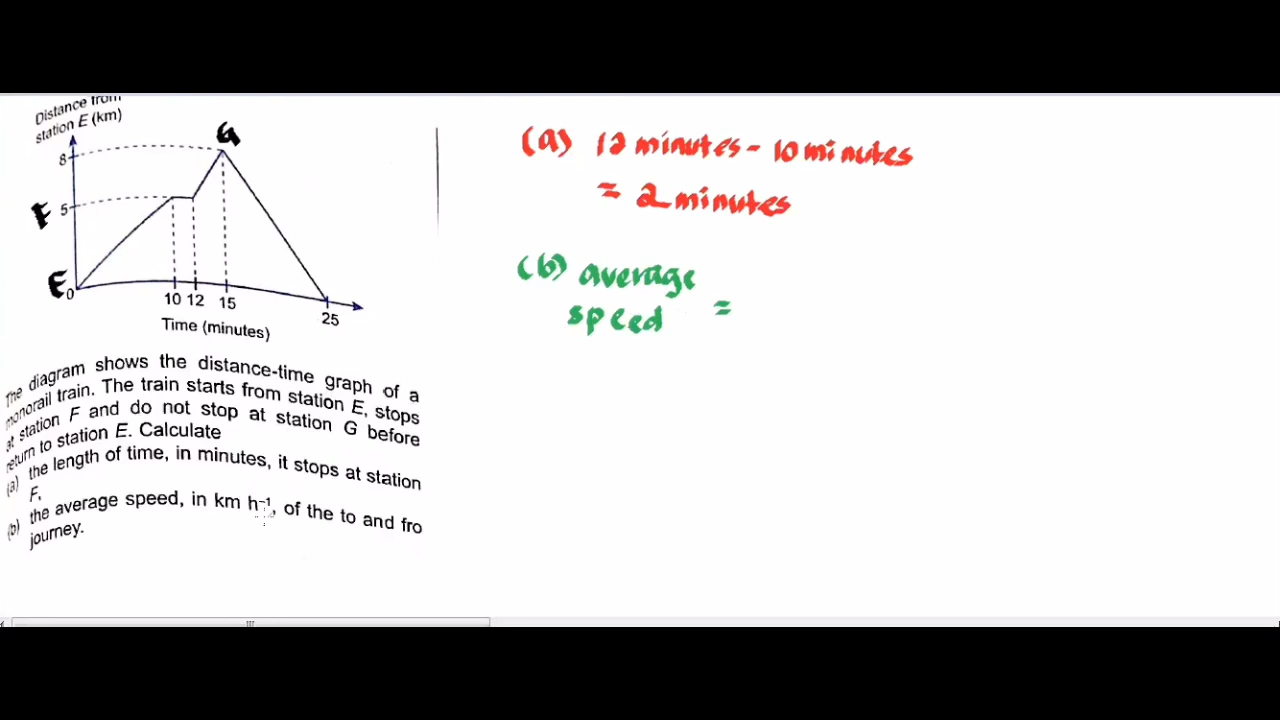 Distance from
station E (km)
G
8
F 5
E 0
10 12 15 25
Time (minutes)
The diagram shows the distance-time graph of a
monorail train. The train starts from station E, stops
at station F and do not stop at station G before
return to station E. Calculate
(a) the length of time, in minutes, it stops at station
F,
(b) the average speed, in km h⁻¹, of the to and fro
journey.
(a) 12 minutes - 10 minutes
= 2 minutes
(b) average
speed =